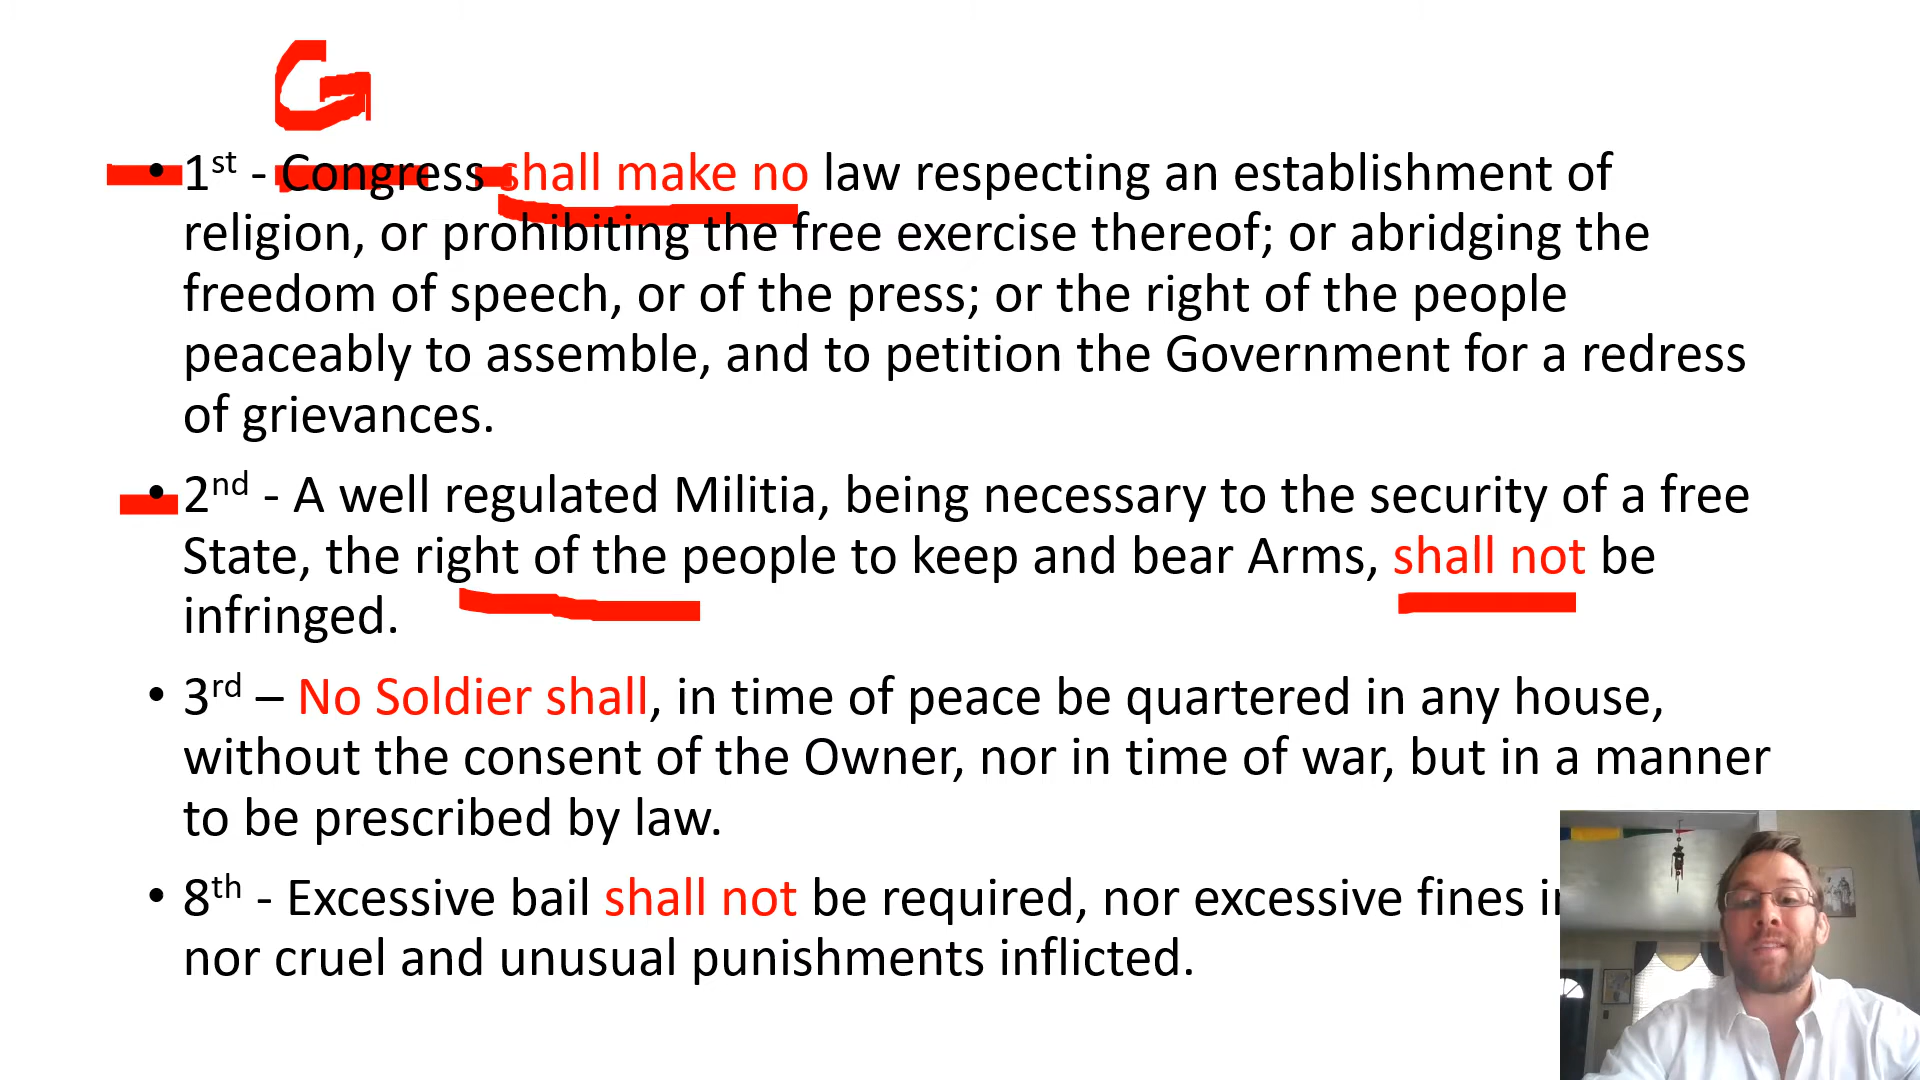 G
• 1st - Congress shall make no law respecting an establishment of
religion, or prohibiting the free exercise thereof; or abridging the
freedom of speech, or of the press; or the right of the people
peaceably to assemble, and to petition the Government for a redress
of grievances.
• 2nd - A well regulated Militia, being necessary to the security of a free
State, the right of the people to keep and bear Arms, shall not be
infringed.
• 3rd – No Soldier shall, in time of peace be quartered in any house,
without the consent of the Owner, nor in time of war, but in a manner
to be prescribed by law.
• 8th - Excessive bail shall not be required, nor excessive fines
nor cruel and unusual punishments inflicted.